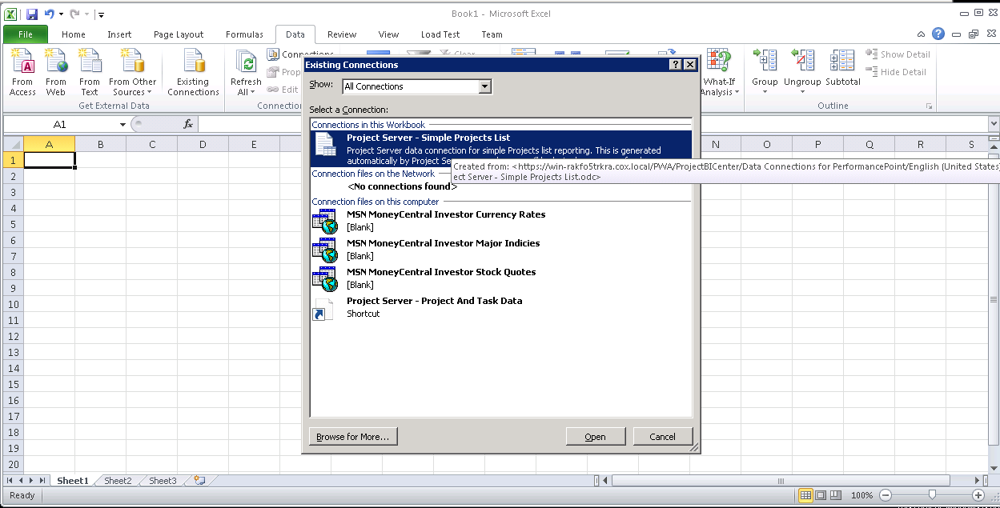 Book1 - Microsoft Excel
File Home Insert Page Layout Formulas Data Review View Load Test Team
From Access
From Web
From Text
From Other Sources
Existing Connections
Refresh All
Connections
Prop
Edit
Clear
What-If Analysis
Group
Ungroup
Subtotal
Show Detail
Hide Detail
Get External Data
Connection
Outline
A1
fx
A B C D E N O P Q R S
1
2
3
4
5
6
7
8
9
10
11
12
13
14
15
16
17
18
19
20
Existing Connections
Show: All Connections
Select a Connection:
Connections in this Workbook
Project Server - Simple Projects List
Project Server data connection for simple Projects list reporting. This is generated
automatically by Project Se
Created from: <https://win-rakfo5trkra.cox.local/PWA/ProjectBICenter/Data Connections for PerformancePoint/English (United States)
ect Server - Simple Projects List.odc>
Connection files on the Network
<No connections found>
Connection files on this computer
MSN MoneyCentral Investor Currency Rates
[Blank]
MSN MoneyCentral Investor Major Indicies
[Blank]
MSN MoneyCentral Investor Stock Quotes
[Blank]
Project Server - Project And Task Data
Shortcut
Browse for More... Open Cancel
Sheet1 Sheet2 Sheet3
Ready 100%